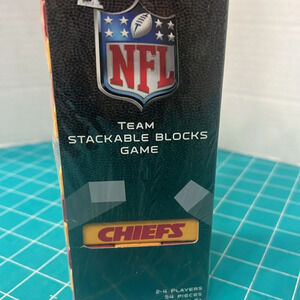 NFL
TEAM
STACKABLE BLOCKS
GAME
CHIEFS
2-4 PLAYERS
54 PIECES